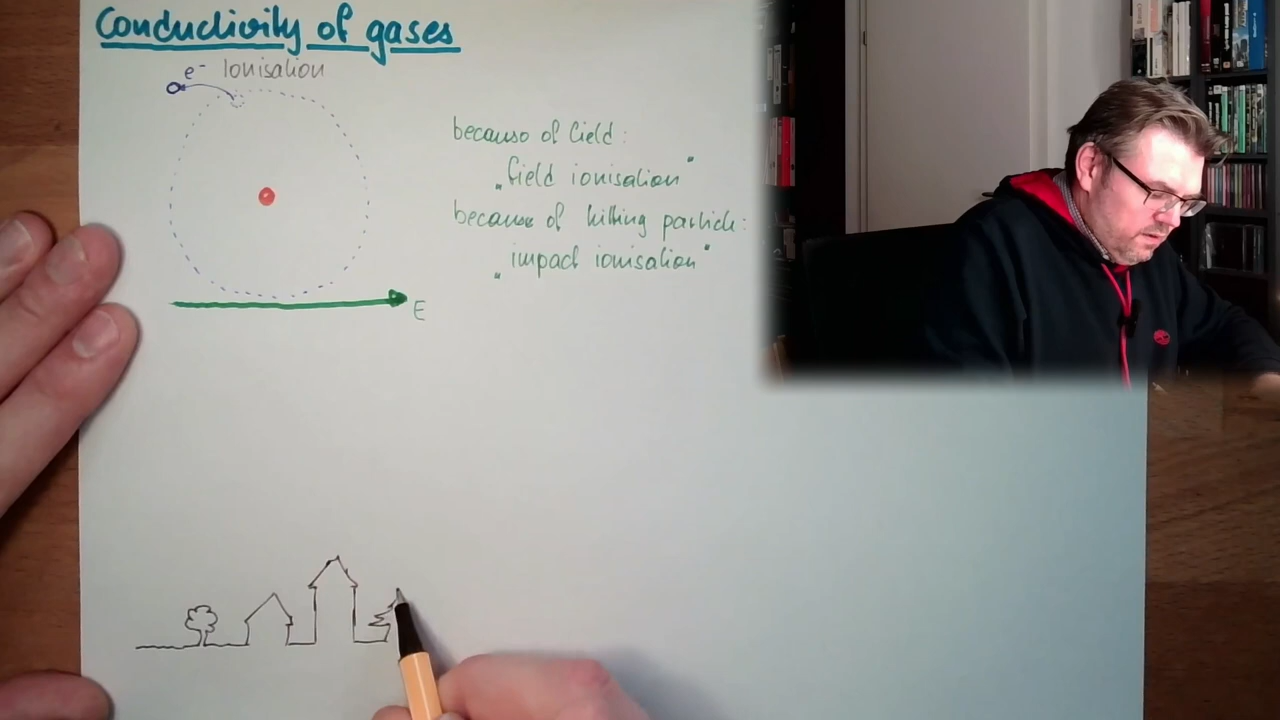 Conductivity of gases
e⁻ Ionisation
because of field:
„field ionisation"
because of hitting particle:
„impact ionisation"
E